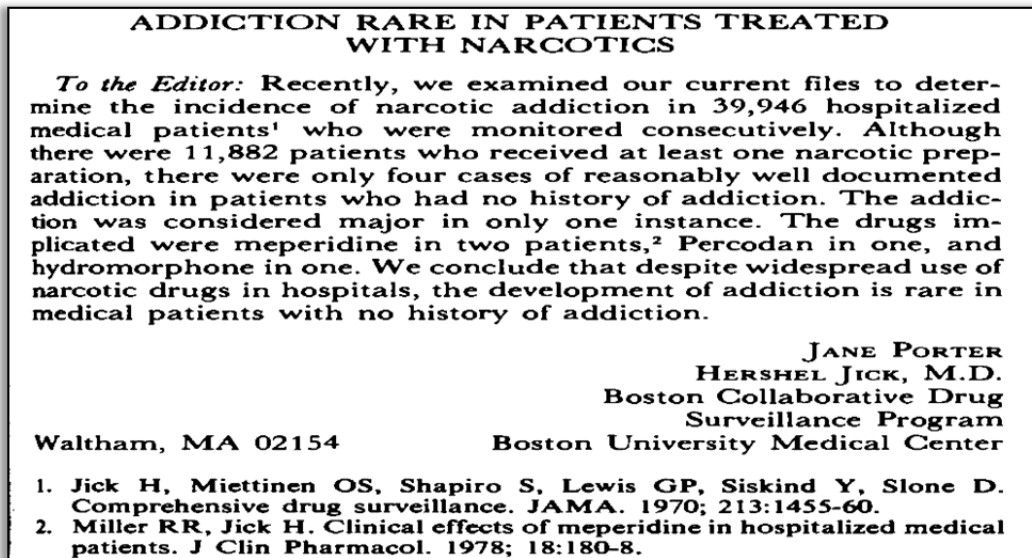 ADDICTION RARE IN PATIENTS TREATED
WITH NARCOTICS
To the Editor: Recently, we examined our current files to deter-
mine the incidence of narcotic addiction in 39,946 hospitalized
medical patients¹ who were monitored consecutively. Although
there were 11,882 patients who received at least one narcotic prep-
aration, there were only four cases of reasonably well documented
addiction in patients who had no history of addiction. The addic-
tion was considered major in only one instance. The drugs im-
plicated were meperidine in two patients,² Percodan in one, and
hydromorphone in one. We conclude that despite widespread use of
narcotic drugs in hospitals, the development of addiction is rare in
medical patients with no history of addiction.
JANE PORTER
HERSHEL JICK, M.D.
Boston Collaborative Drug
Surveillance Program
Waltham, MA 02154 Boston University Medical Center
1. Jick H, Miettinen OS, Shapiro S, Lewis GP, Siskind Y, Slone D.
Comprehensive drug surveillance. JAMA. 1970; 213:1455-60.
2. Miller RR, Jick H. Clinical effects of meperidine in hospitalized medical
patients. J Clin Pharmacol. 1978; 18:180-8.